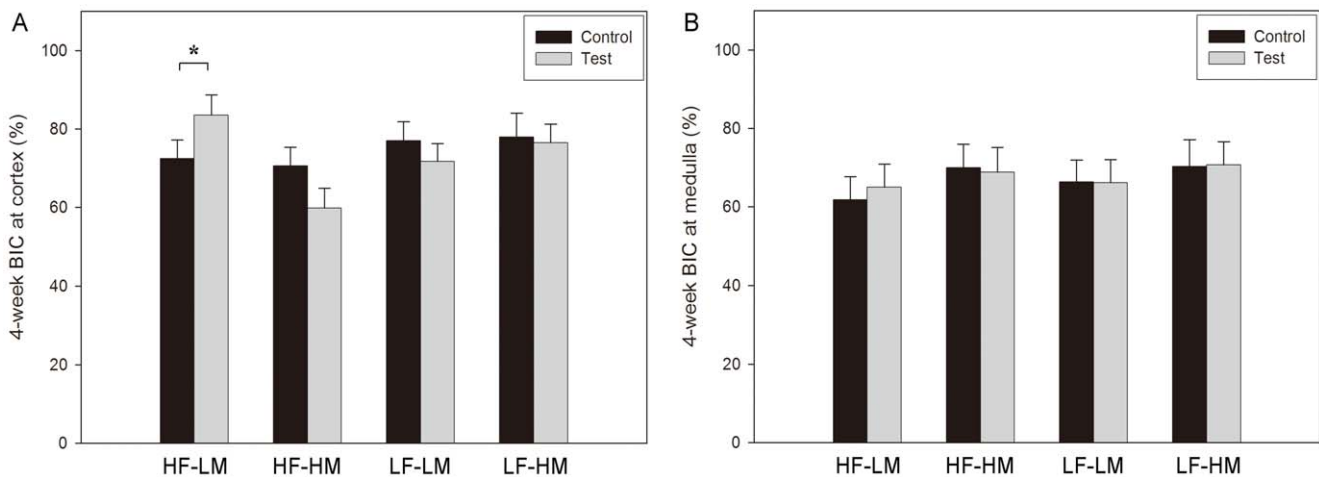 A
4-week BIC at cortex (%)
100
80
60
40
20
0
*
Control
Test
HF-LM HF-HM LF-LM LF-HM
B
4-week BIC at medulla (%)
100
80
60
40
20
0
Control
Test
HF-LM HF-HM LF-LM LF-HM